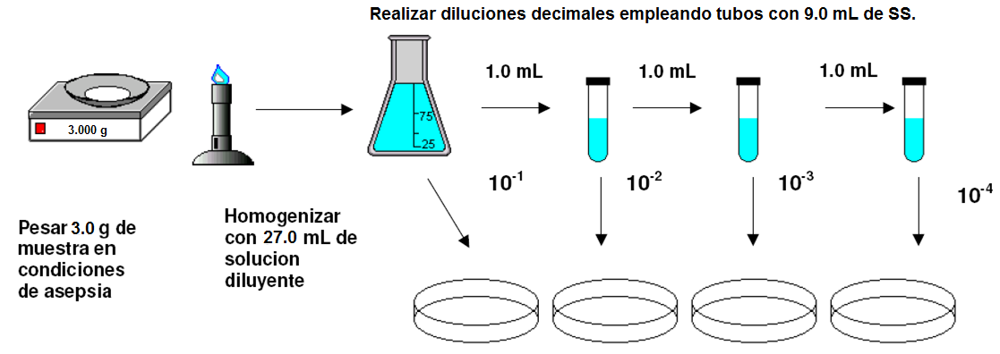 Realizar diluciones decimales empleando tubos con 9.0 mL de SS.
1.0 mL
1.0 mL
1.0 mL
3.000 g
75
25
10⁻¹
10⁻²
10⁻³
10⁻⁴
Pesar 3.0 g de
muestra en
condiciones
de asepsia
Homogenizar
con 27.0 mL de
solucion
diluyente